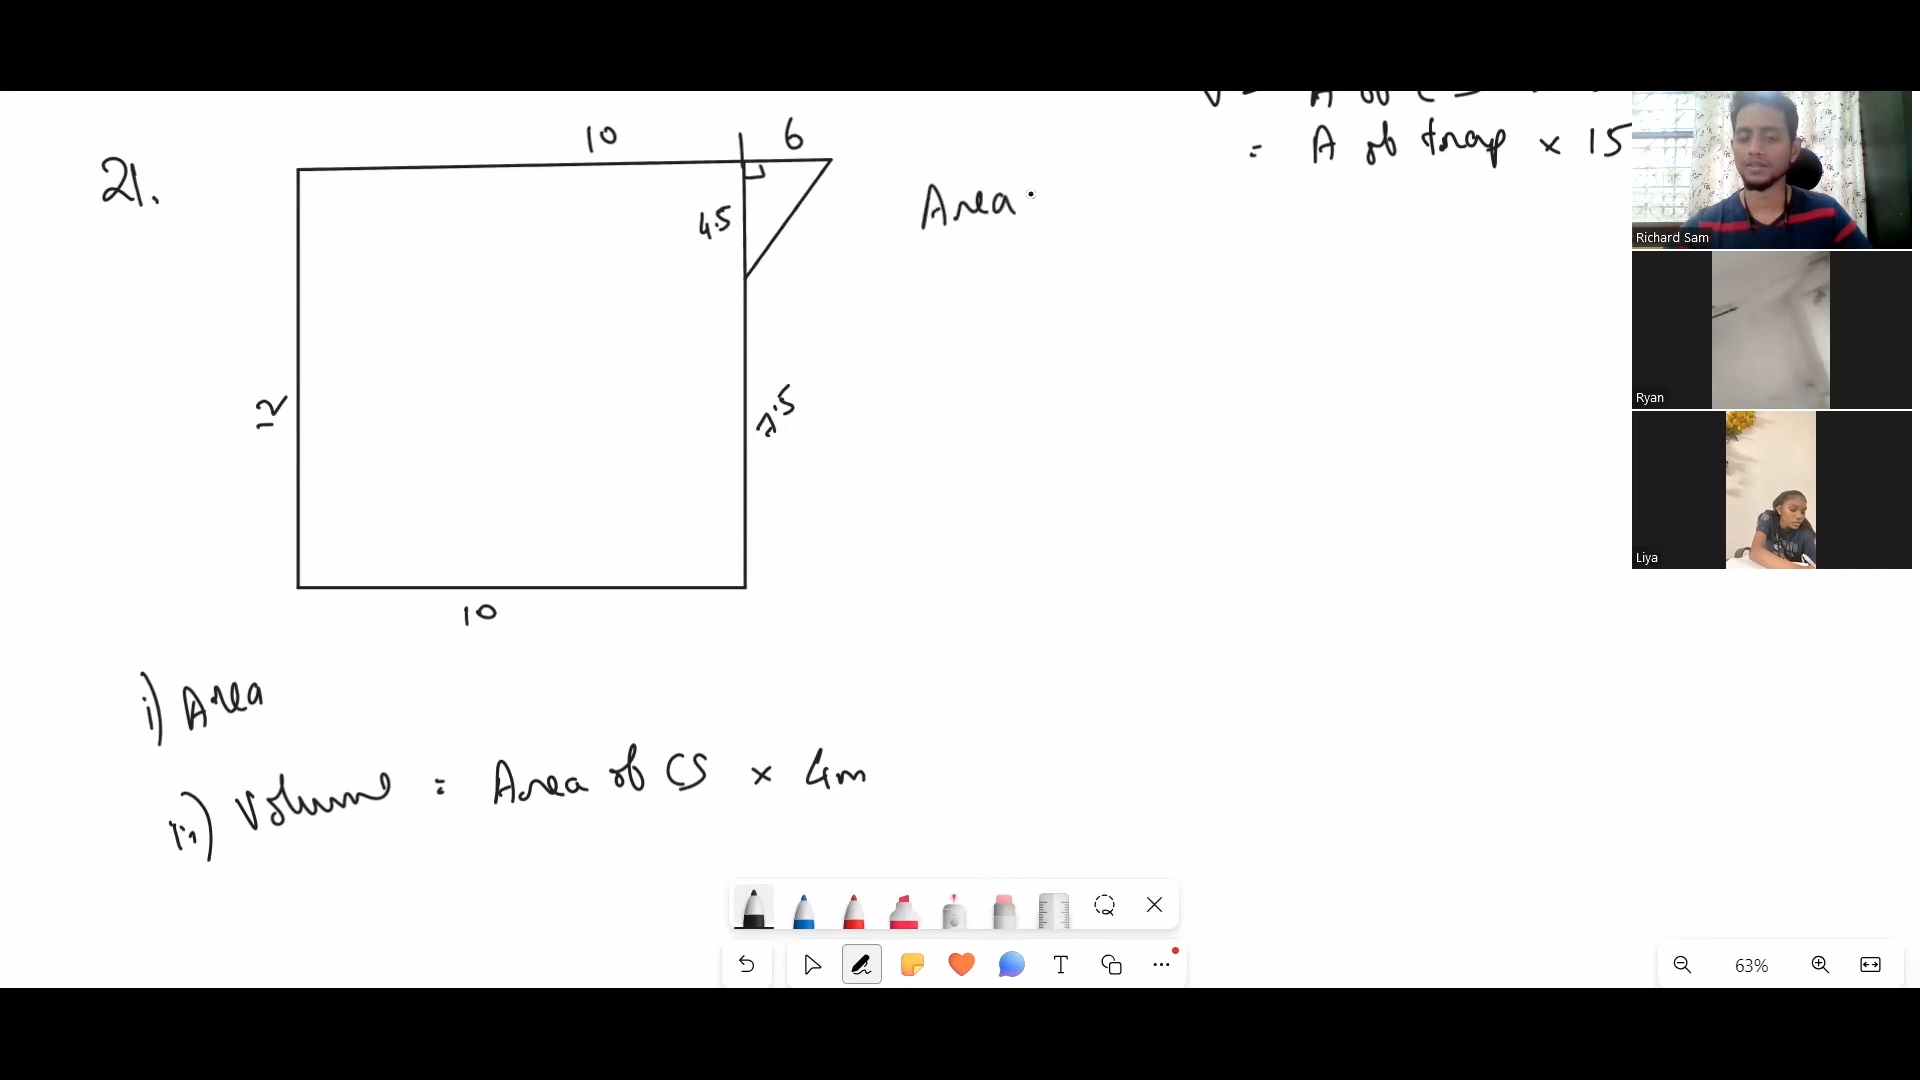 21.
10
6
4.5
12
7.5
10
Area
= A of trap × 15
i) Area
ii) Volume = Area of CS × 4m
Richard Sam
Ryan
Liya
T
63%